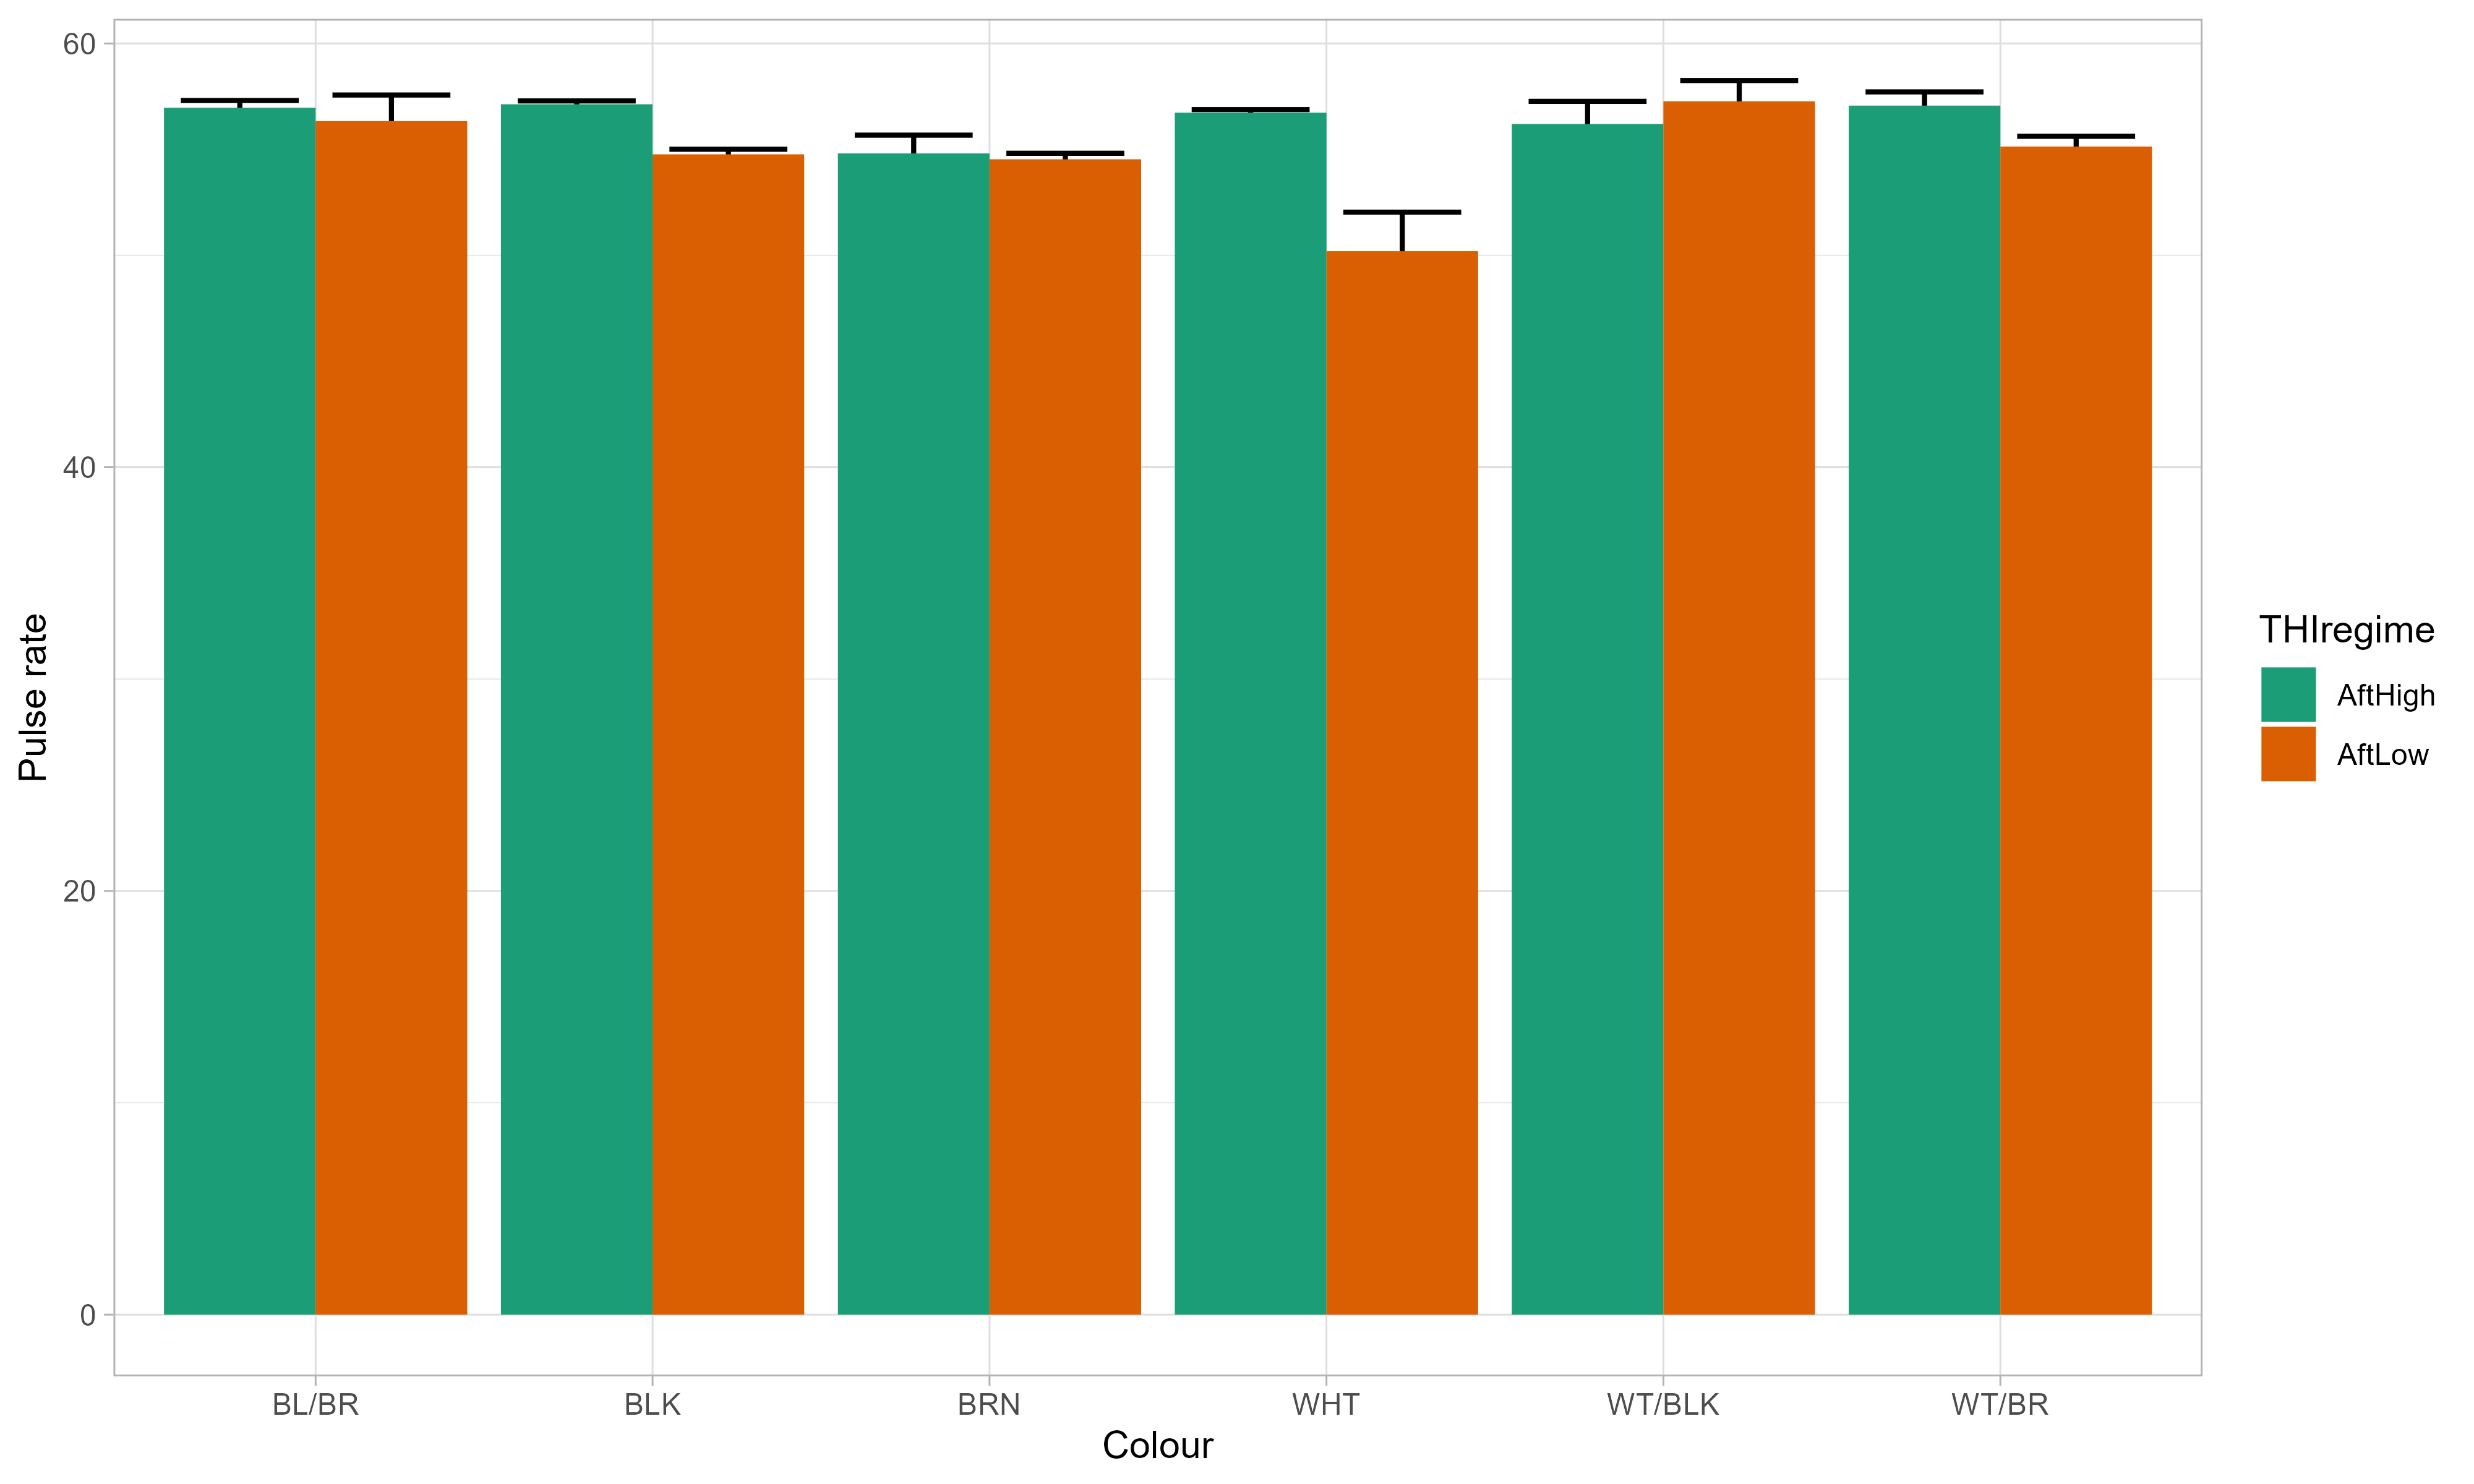 60
40
20
0
Pulse rate
BL/BR BLK BRN WHT WT/BLK WT/BR
Colour
THIregime
AftHigh
AftLow